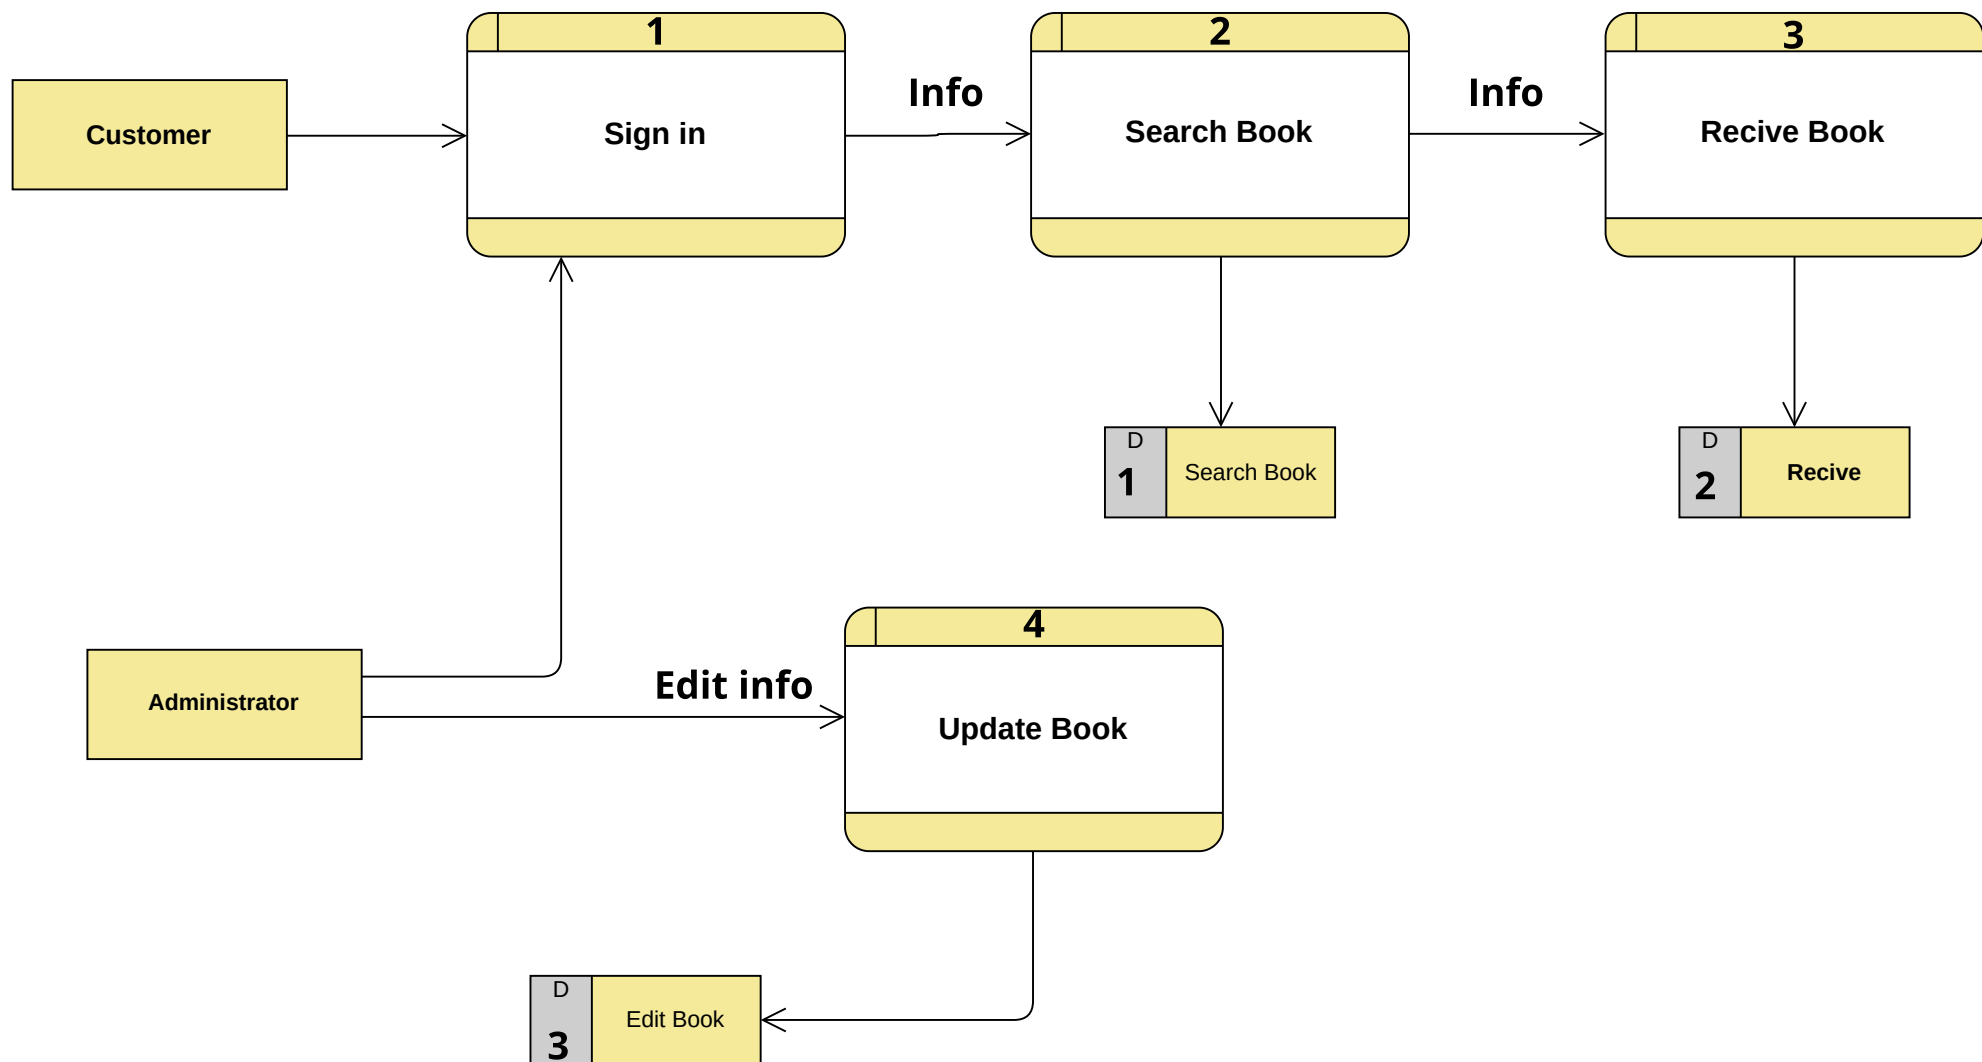 1
2
3
Info
Info
Customer
Sign in
Search Book
Recive Book
D
1
Search Book
D
2
Recive
4
Edit info
Administrator
Update Book
D
3
Edit Book